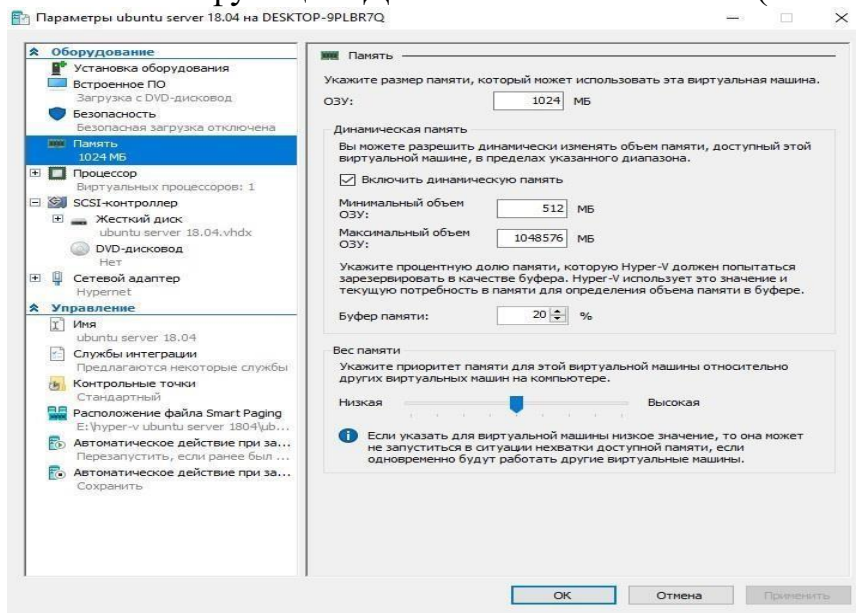 Параметры ubuntu server 18.04 на DESKTOP-9PLBR7Q
Оборудование
Установка оборудования
Встроенное ПО
Загрузка с DVD-дисковод
Безопасность
Безопасная загрузка отключена
Память
1024 МБ
Процессор
Виртуальных процессоров: 1
SCSI-контроллер
Жесткий диск
ubuntu server 18.04.vhdx
DVD-дисковод
Нет
Сетевой адаптер
Hypernet
Управление
Имя
ubuntu server 18.04
Службы интеграции
Предлагаются некоторые службы
Контрольные точки
Стандартный
Расположение файла Smart Paging
E:\hyper-v ubuntu server 1804\ub...
Автоматическое действие при за...
Перезапустить, если ранее был ...
Автоматическое действие при за...
Сохранить
Память
Укажите размер памяти, который может использовать эта виртуальная машина.
ОЗУ: 1024 МБ
Динамическая память
Вы можете разрешить динамически изменять объем памяти, доступный этой
виртуальной машине, в пределах указанного диапазона.
Включить динамическую память
Минимальный объем
ОЗУ: 512 МБ
Максимальный объем
ОЗУ: 1048576 МБ
Укажите процентную долю памяти, которую Hyper-V должен попытаться
зарезервировать в качестве буфера. Hyper-V использует это значение и
текущую потребность в памяти для определения объема памяти в буфере.
Буфер памяти: 20 %
Вес памяти
Укажите приоритет памяти для этой виртуальной машины относительно
других виртуальных машин на компьютере.
Низкая Высокая
Если указать для виртуальной машины низкое значение, то она может
не запуститься в ситуации нехватки доступной памяти, если
одновременно будут работать другие виртуальные машины.
ОК Отмена Применить